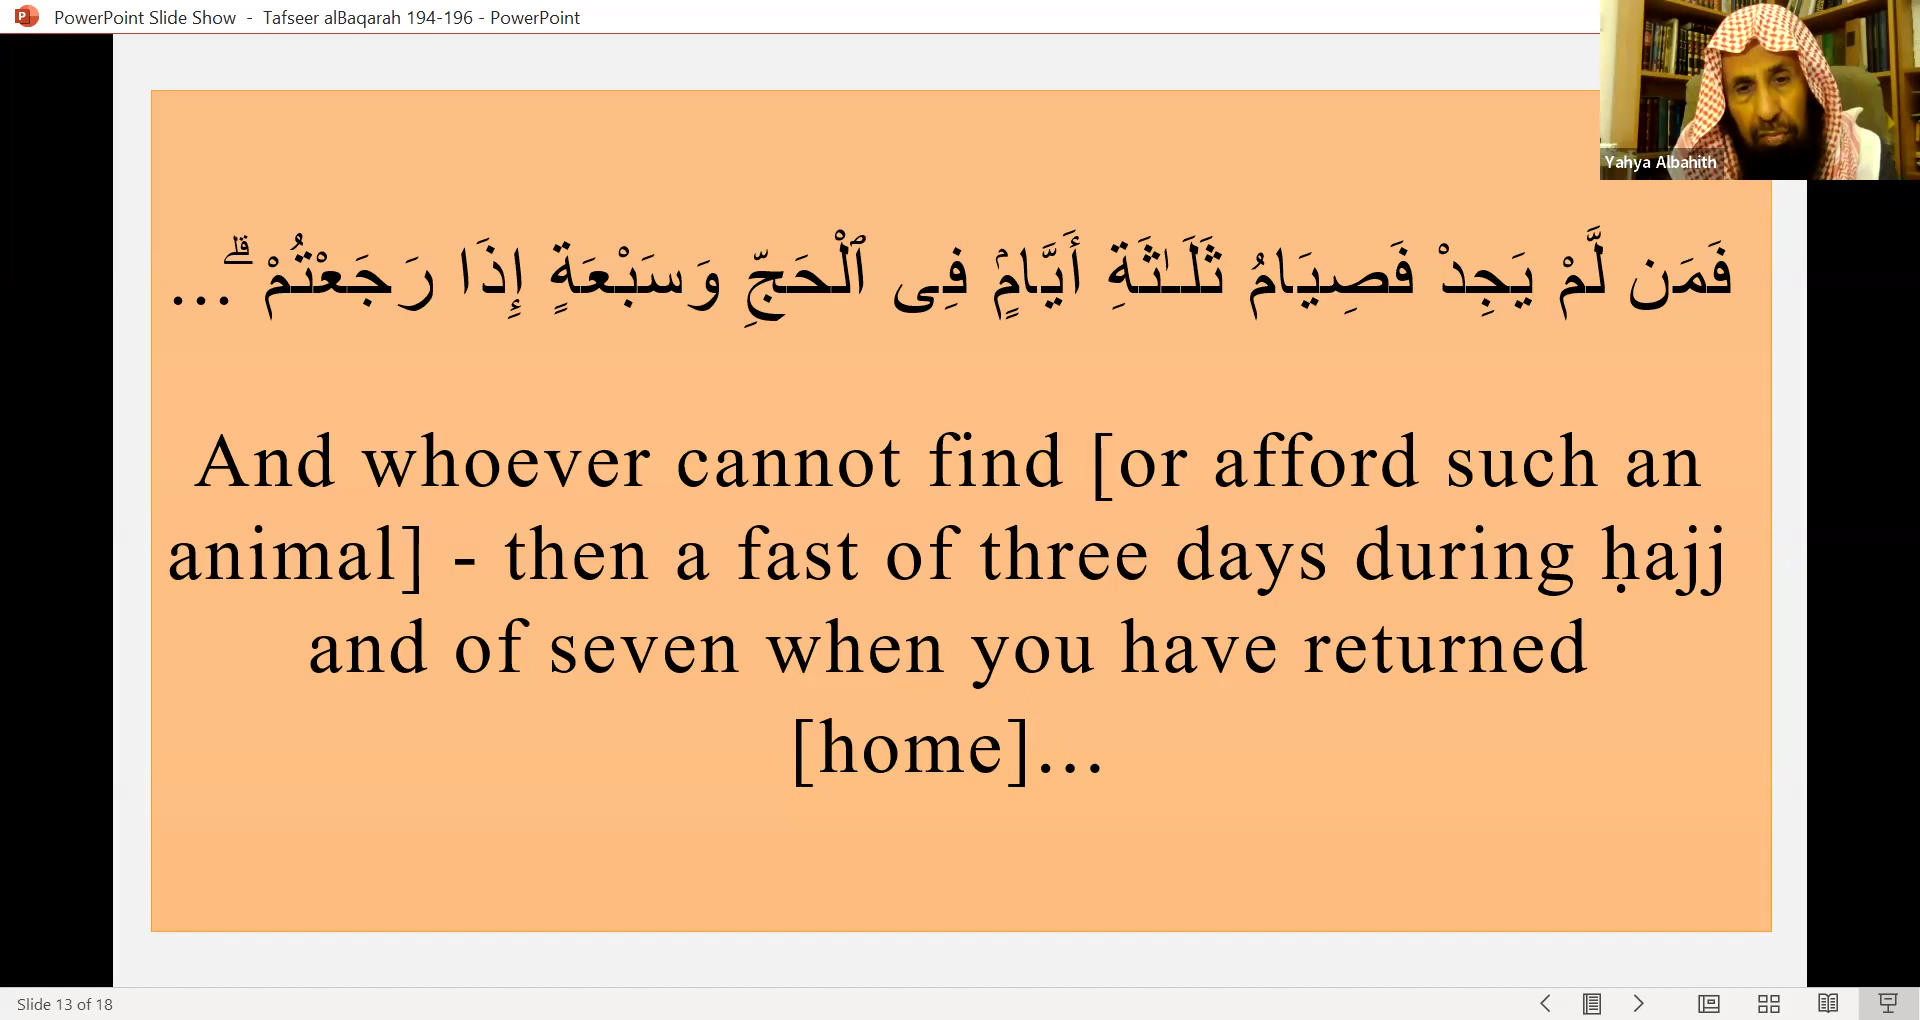 PowerPoint Slide Show - Tafseer alBaqarah 194-196 - PowerPoint
Yahya Albahith
فَمَن لَّمْ يَجِدْ فَصِيَامُ ثَلَـٰثَةِ أَيَّامٍۢ فِى ٱلْحَجِّ وَسَبْعَةٍ إِذَا رَجَعْتُمْ ۗ ...
And whoever cannot find [or afford such an
animal] - then a fast of three days during ḥajj
and of seven when you have returned
[home]...
Slide 13 of 18